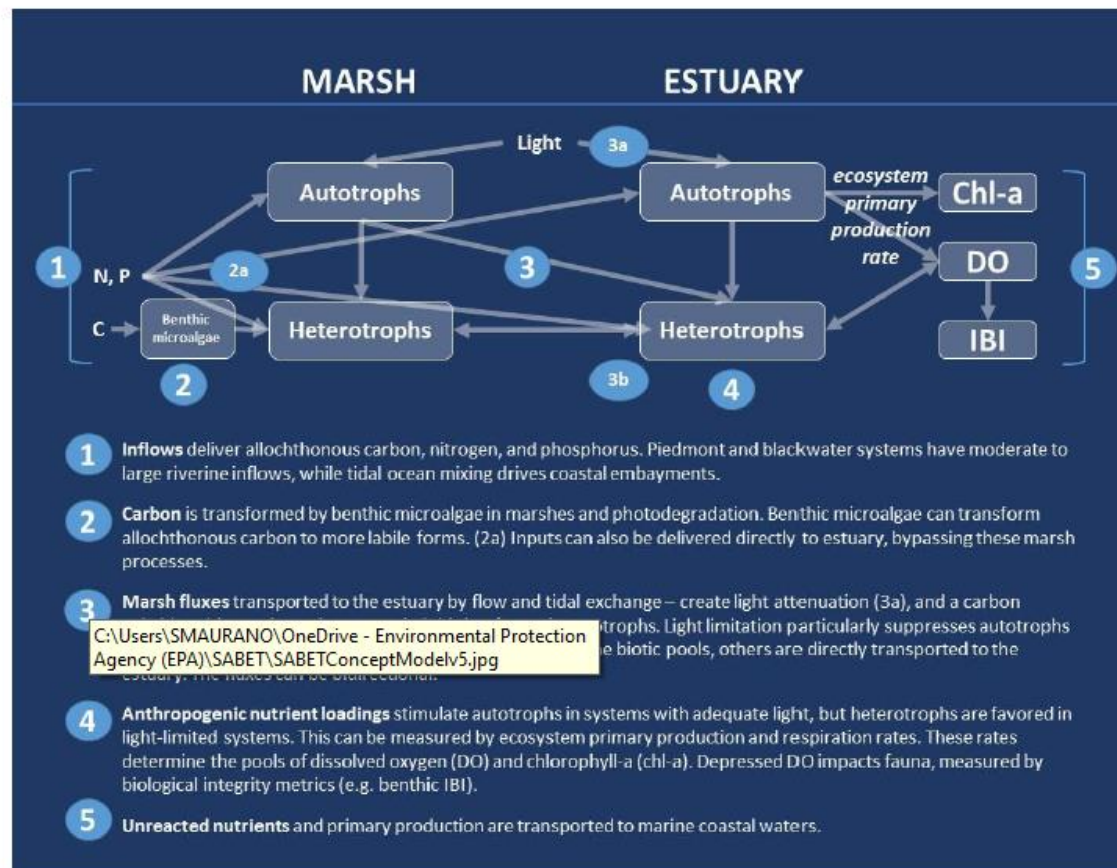 MARSH ESTUARY
Light 3a
Autotrophs Autotrophs ecosystem primary production rate Chl-a
1 N, P 2a 3 DO 5
C Benthic microalgae Heterotrophs Heterotrophs IBI
2 3b 4
1 Inflows deliver allochthonous carbon, nitrogen, and phosphorus. Piedmont and blackwater systems have moderate to
large riverine inflows, while tidal ocean mixing drives coastal embayments.
2 Carbon is transformed by benthic microalgae in marshes and photodegradation. Benthic microalgae can transform
allochthonous carbon to more labile forms. (2a) Inputs can also be delivered directly to estuary, bypassing these marsh
processes.
3 Marsh fluxes transported to the estuary by flow and tidal exchange – create light attenuation (3a), and a carbon
C:\Users\SMAURANO\OneDrive - Environmental Protection
Agency (EPA)\SABET\SABETConceptModelv5.jpg
otrophs. Light limitation particularly suppresses autotrophs
e biotic pools, others are directly transported to the
estuary. The fluxes can be bidirectional.
4 Anthropogenic nutrient loadings stimulate autotrophs in systems with adequate light, but heterotrophs are favored in
light-limited systems. This can be measured by ecosystem primary production and respiration rates. These rates
determine the pools of dissolved oxygen (DO) and chlorophyll-a (chl-a). Depressed DO impacts fauna, measured by
biological integrity metrics (e.g. benthic IBI).
5 Unreacted nutrients and primary production are transported to marine coastal waters.